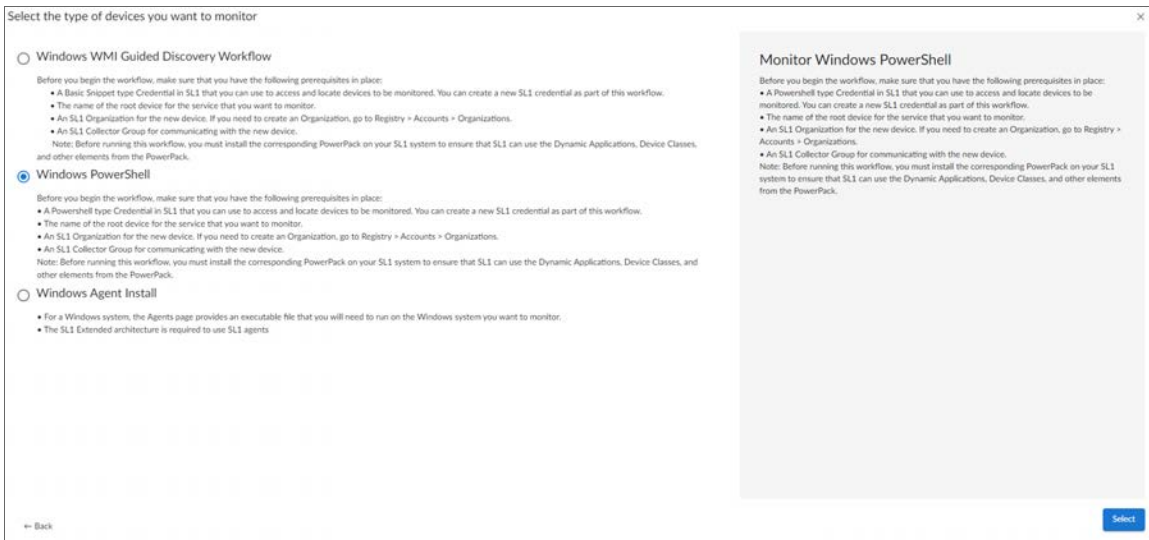 Select the type of devices you want to monitor
Windows WMI Guided Discovery Workflow
Before you begin the workflow, make sure that you have the following prerequisites in place:
• A Basic Snippet type Credential in SL1 that you can use to access and locate devices to be monitored. You can create a new SL1 credential as part of this workflow.
• The name of the root device for the service that you want to monitor.
• An SL1 Organization for the new device. If you need to create an Organization, go to Registry > Accounts > Organizations.
• An SL1 Collector Group for communicating with the new device.
Note: Before running this workflow, you must install the corresponding PowerPack on your SL1 system to ensure that SL1 can use the Dynamic Applications, Device Classes,
and other elements from the PowerPack.
Windows PowerShell
Before you begin the workflow, make sure that you have the following prerequisites in place:
• A Powershell type Credential in SL1 that you can use to access and locate devices to be monitored. You can create a new SL1 credential as part of this workflow.
• The name of the root device for the service that you want to monitor.
• An SL1 Organization for the new device. If you need to create an Organization, go to Registry > Accounts > Organizations.
• An SL1 Collector Group for communicating with the new device.
Note: Before running this workflow, you must install the corresponding PowerPack on your SL1 system to ensure that SL1 can use the Dynamic Applications, Device Classes, and
other elements from the PowerPack.
Windows Agent Install
• For a Windows system, the Agents page provides an executable file that you will need to run on the Windows system you want to monitor.
• The SL1 Extended architecture is required to use SL1 agents
Monitor Windows PowerShell
Before you begin the workflow, make sure that you have the following prerequisites in place:
• A Powershell type Credential in SL1 that you can use to access and locate devices to be
monitored. You can create a new SL1 credential as part of this workflow.
• The name of the root device for the service that you want to monitor.
• An SL1 Organization for the new device. If you need to create an Organization, go to Registry >
Accounts > Organizations.
• An SL1 Collector Group for communicating with the new device.
Note: Before running this workflow, you must install the corresponding PowerPack on your SL1
system to ensure that SL1 can use the Dynamic Applications, Device Classes, and other elements
from the PowerPack.
← Back
Select